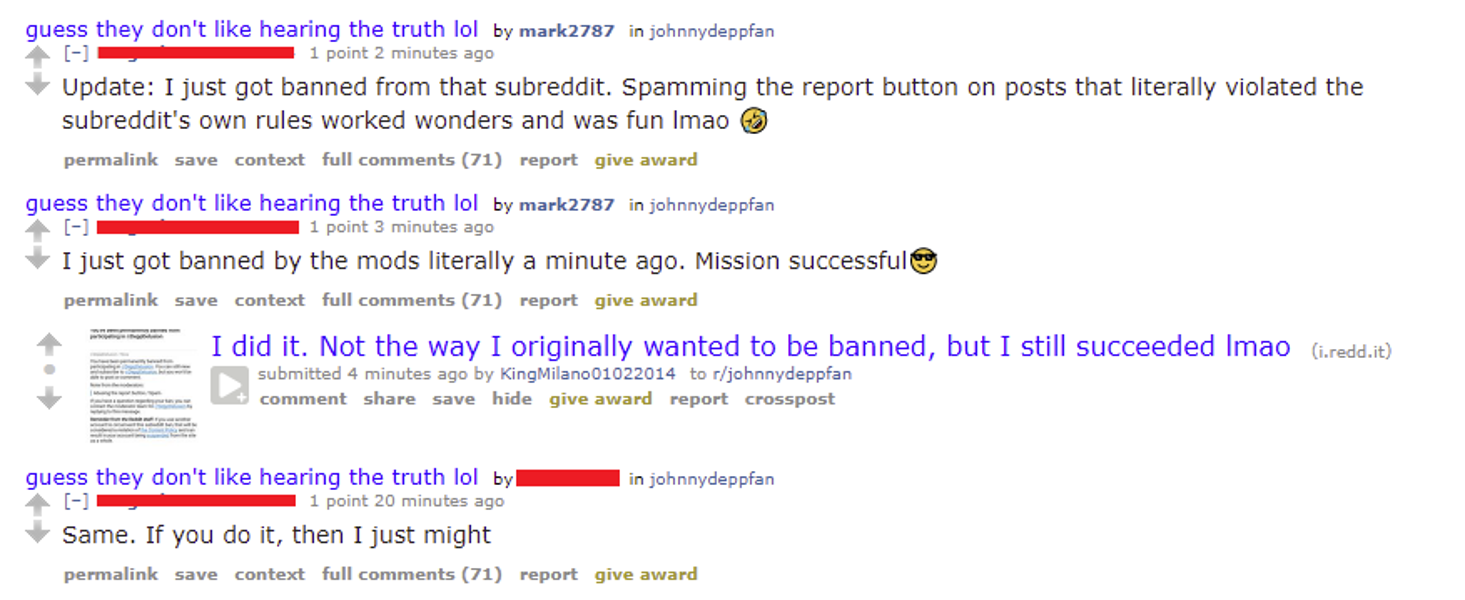 guess they don't like hearing the truth lol by mark2787 in johnnydeppfan
[–] 1 point 2 minutes ago
Update: I just got banned from that subreddit. Spamming the report button on posts that literally violated the
subreddit's own rules worked wonders and was fun lmao 🤣
permalink save context full comments (71) report give award
guess they don't like hearing the truth lol by mark2787 in johnnydeppfan
[–] 1 point 3 minutes ago
I just got banned by the mods literally a minute ago. Mission successful😎
permalink save context full comments (71) report give award
I did it. Not the way I originally wanted to be banned, but I still succeeded lmao (i.redd.it)
submitted 4 minutes ago by KingMilano01022014 to r/johnnydeppfan
comment share save hide give award report crosspost
guess they don't like hearing the truth lol by in johnnydeppfan
[–] 1 point 20 minutes ago
Same. If you do it, then I just might
permalink save context full comments (71) report give award